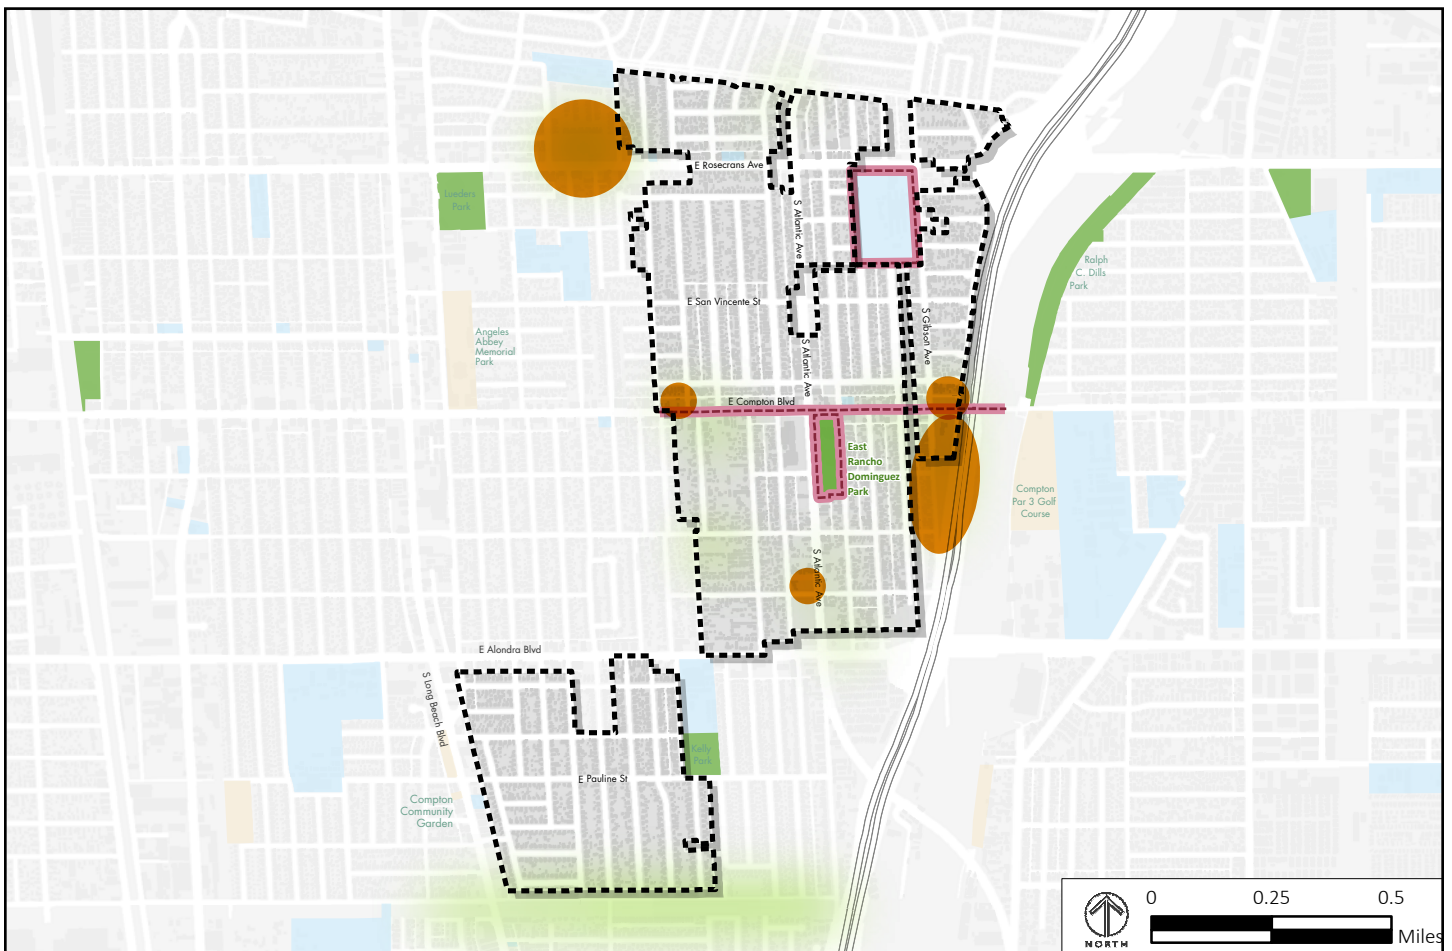 E Rosecrans Ave
Lueders
Park
S Atlantic Ave
Ralph
C. Dills
Park
E San Vincente St
S Gibson Ave
Angeles
Abbey
Memorial
Park
S Atlantic Ave
E Compton Blvd
East
Rancho
Dominguez
Park
Compton
Par 3 Golf
Course
S Atlantic Ave
E Alondra Blvd
S Long Beach Blvd
Kelly
Park
E Pauline St
Compton
Community
Garden
0 0.25 0.5
Miles
NORTH